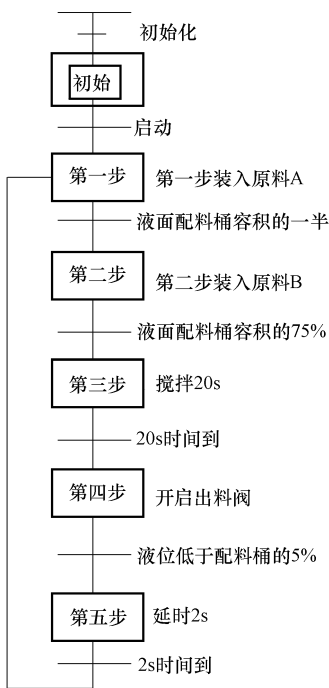 初始化
初始
启动
第一步 第一步装入原料A
液面配料桶容积的一半
第二步 第二步装入原料B
液面配料桶容积的75%
第三步 搅拌20s
20s时间到
第四步 开启出料阀
液位低于配料桶的5%
第五步 延时2s
2s时间到